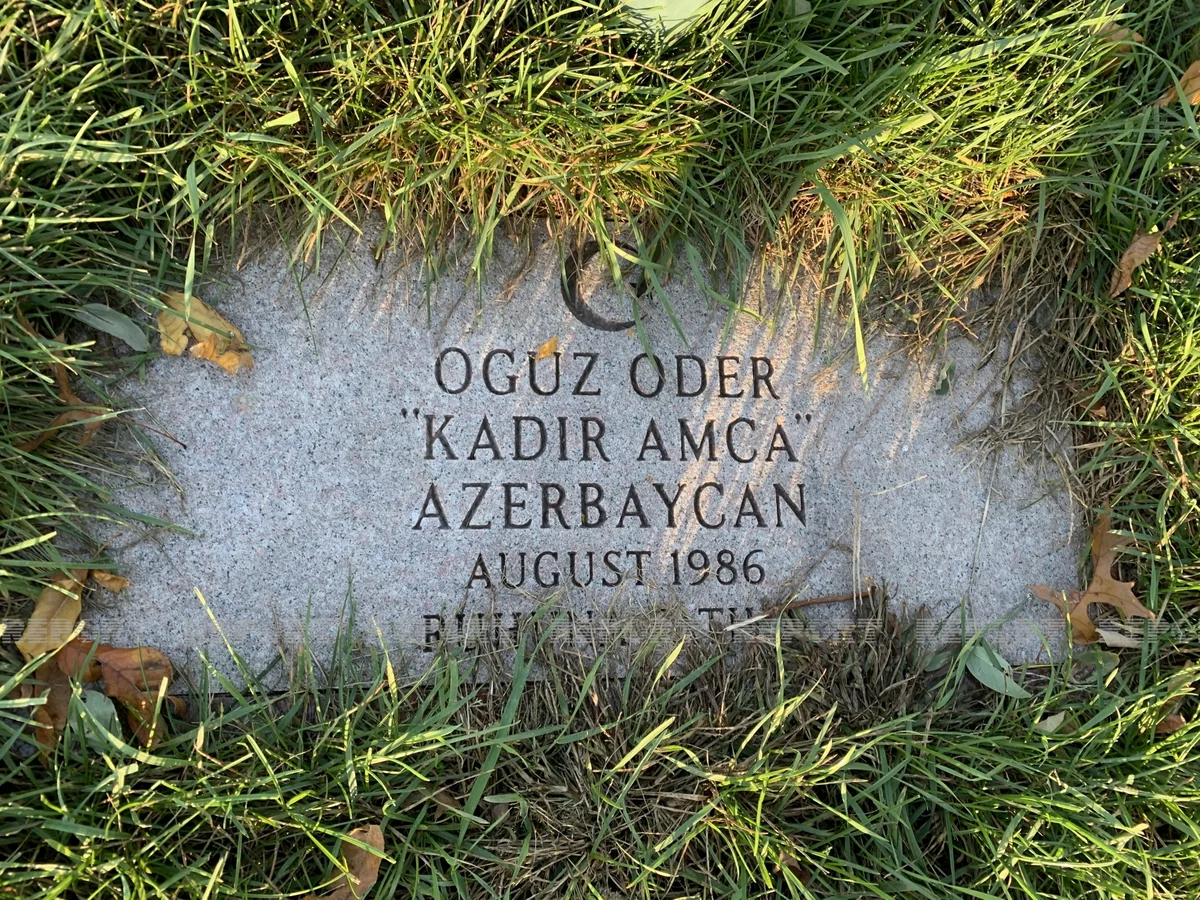 OGUZ ODER
"KADIR AMCA"
AZERBAYCAN
AUGUST 1986